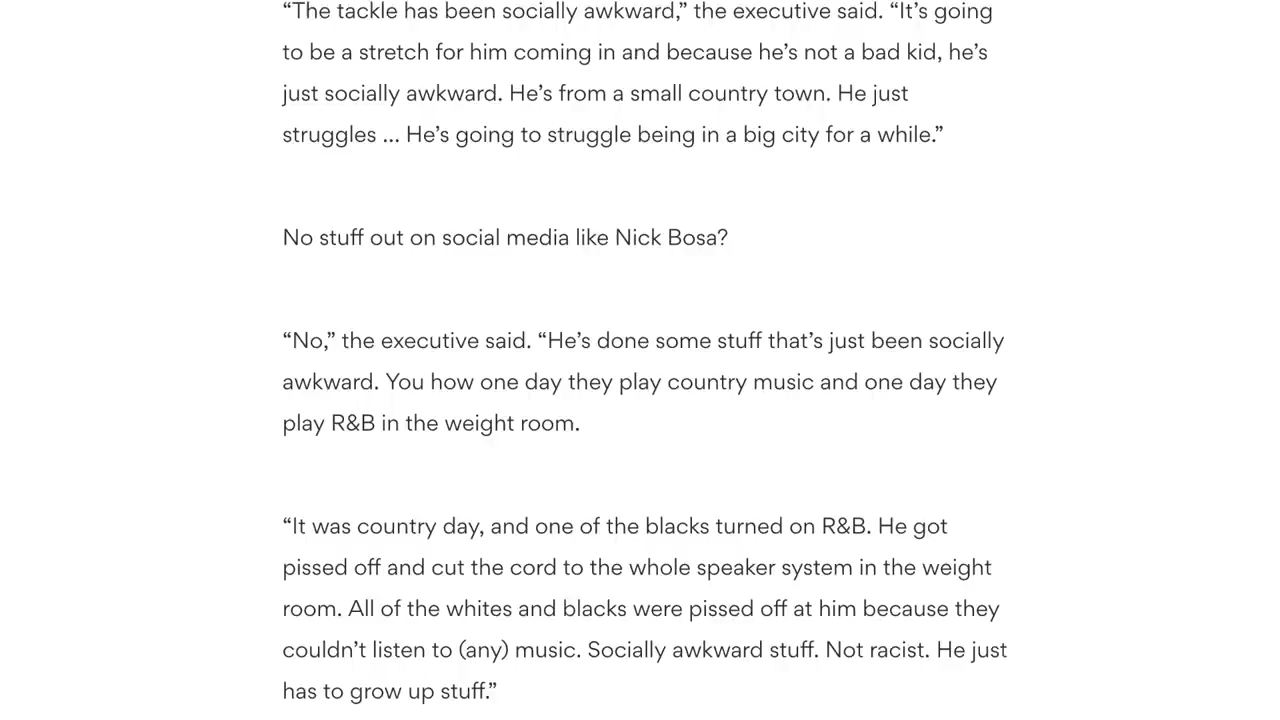 “The tackle has been socially awkward,” the executive said. “It’s going
to be a stretch for him coming in and because he’s not a bad kid, he’s
just socially awkward. He’s from a small country town. He just
struggles ... He’s going to struggle being in a big city for a while.”
No stuff out on social media like Nick Bosa?
“No,” the executive said. “He’s done some stuff that’s just been socially
awkward. You how one day they play country music and one day they
play R&B in the weight room.
“It was country day, and one of the blacks turned on R&B. He got
pissed off and cut the cord to the whole speaker system in the weight
room. All of the whites and blacks were pissed off at him because they
couldn’t listen to (any) music. Socially awkward stuff. Not racist. He just
has to grow up stuff.”